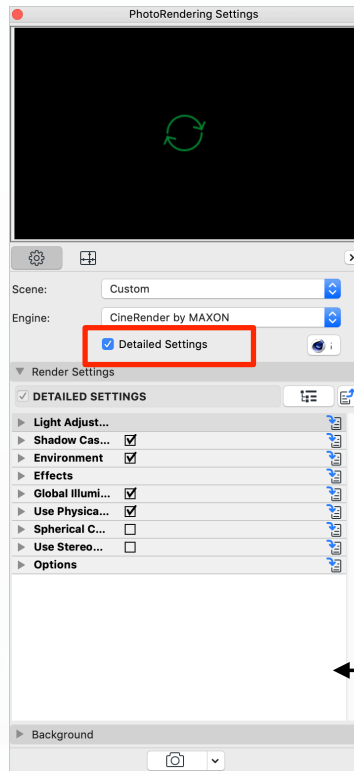 PhotoRendering Settings
Scene:
Custom
Engine:
CineRender by MAXON
Detailed Settings
i
Render Settings
DETAILED SETTINGS
Light Adjust...
Shadow Cas...
Environment
Effects
Global Illumi...
Use Physica...
Spherical C...
Use Stereo...
Options
Background